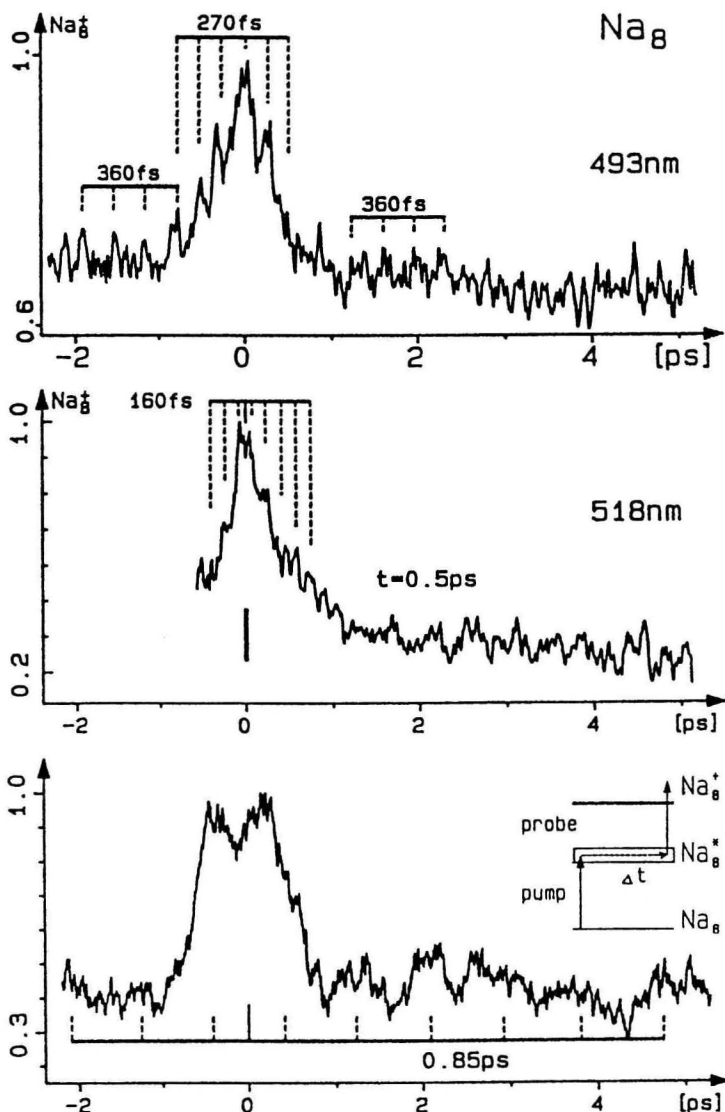 Na₈⁺ 270fs Na₈
1.0
493nm
360fs 360fs
0.6
-2 0 2 4 [ps]
Na₈⁺ 160fs
1.0
518nm
t=0.5ps
0.2
-2 0 2 4 [ps]
1.0
Na₈⁺
probe
Na₈*
Δt
pump
Na₈
0.3
0.85ps
-2 0 2 4 [ps]